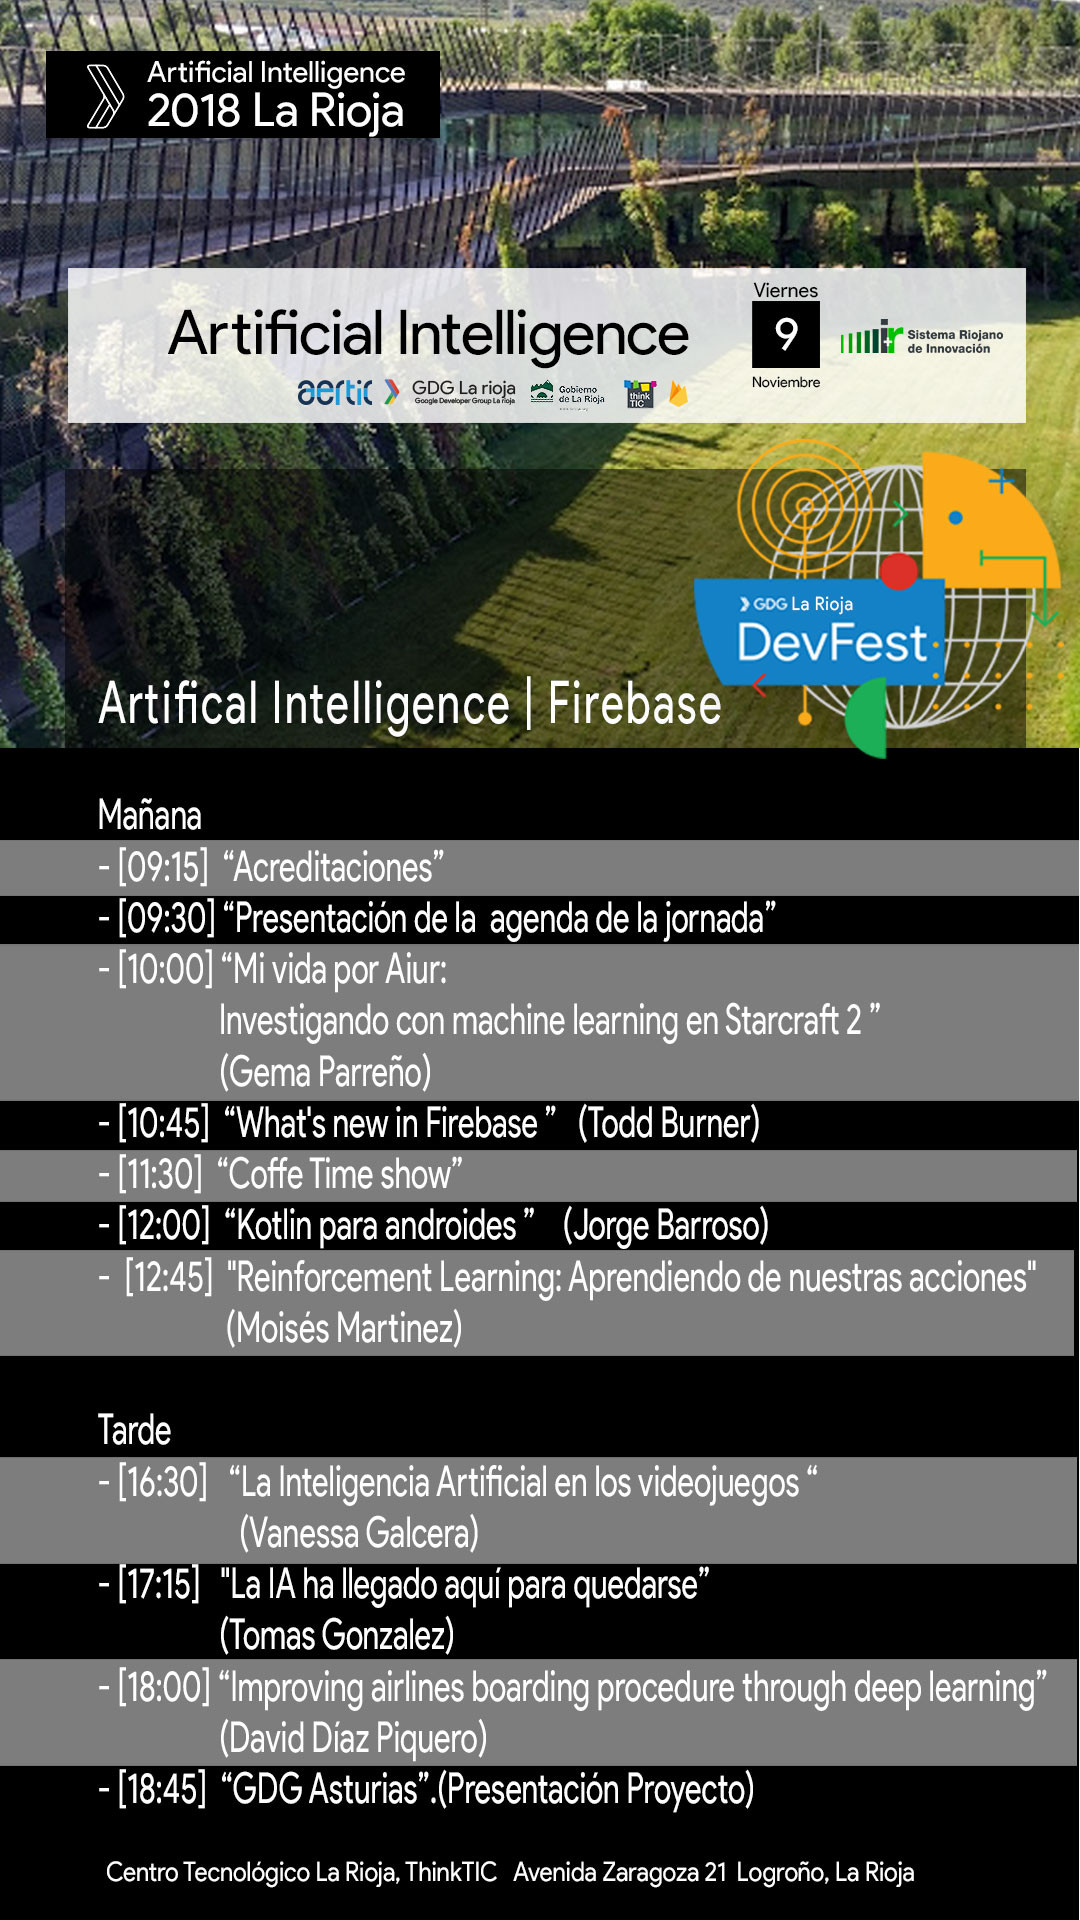 Artificial Intelligence
2018 La Rioja
Artificial Intelligence
Viernes
9
Noviembre
Sistema Riojano
de Innovación
aertic
GDG La rioja
Google Developer Group La rioja
Gobierno
de La Rioja
think
TIC
GDG La Rioja
DevFest
Artifical Intelligence | Firebase
Mañana
- [09:15] “Acreditaciones”
- [09:30] “Presentación de la agenda de la jornada”
- [10:00] “Mi vida por Aiur:
Investigando con machine learning en Starcraft 2 ”
(Gema Parreño)
- [10:45] “What's new in Firebase ” (Todd Burner)
- [11:30] “Coffe Time show”
- [12:00] “Kotlin para androides ” (Jorge Barroso)
- [12:45] "Reinforcement Learning: Aprendiendo de nuestras acciones"
(Moisés Martinez)
Tarde
- [16:30] “La Inteligencia Artificial en los videojuegos “
(Vanessa Galcera)
- [17:15] "La IA ha llegado aquí para quedarse”
(Tomas Gonzalez)
- [18:00] “Improving airlines boarding procedure through deep learning”
(David Díaz Piquero)
- [18:45] “GDG Asturias”.(Presentación Proyecto)
Centro Tecnológico La Rioja, ThinkTIC Avenida Zaragoza 21 Logroño, La Rioja